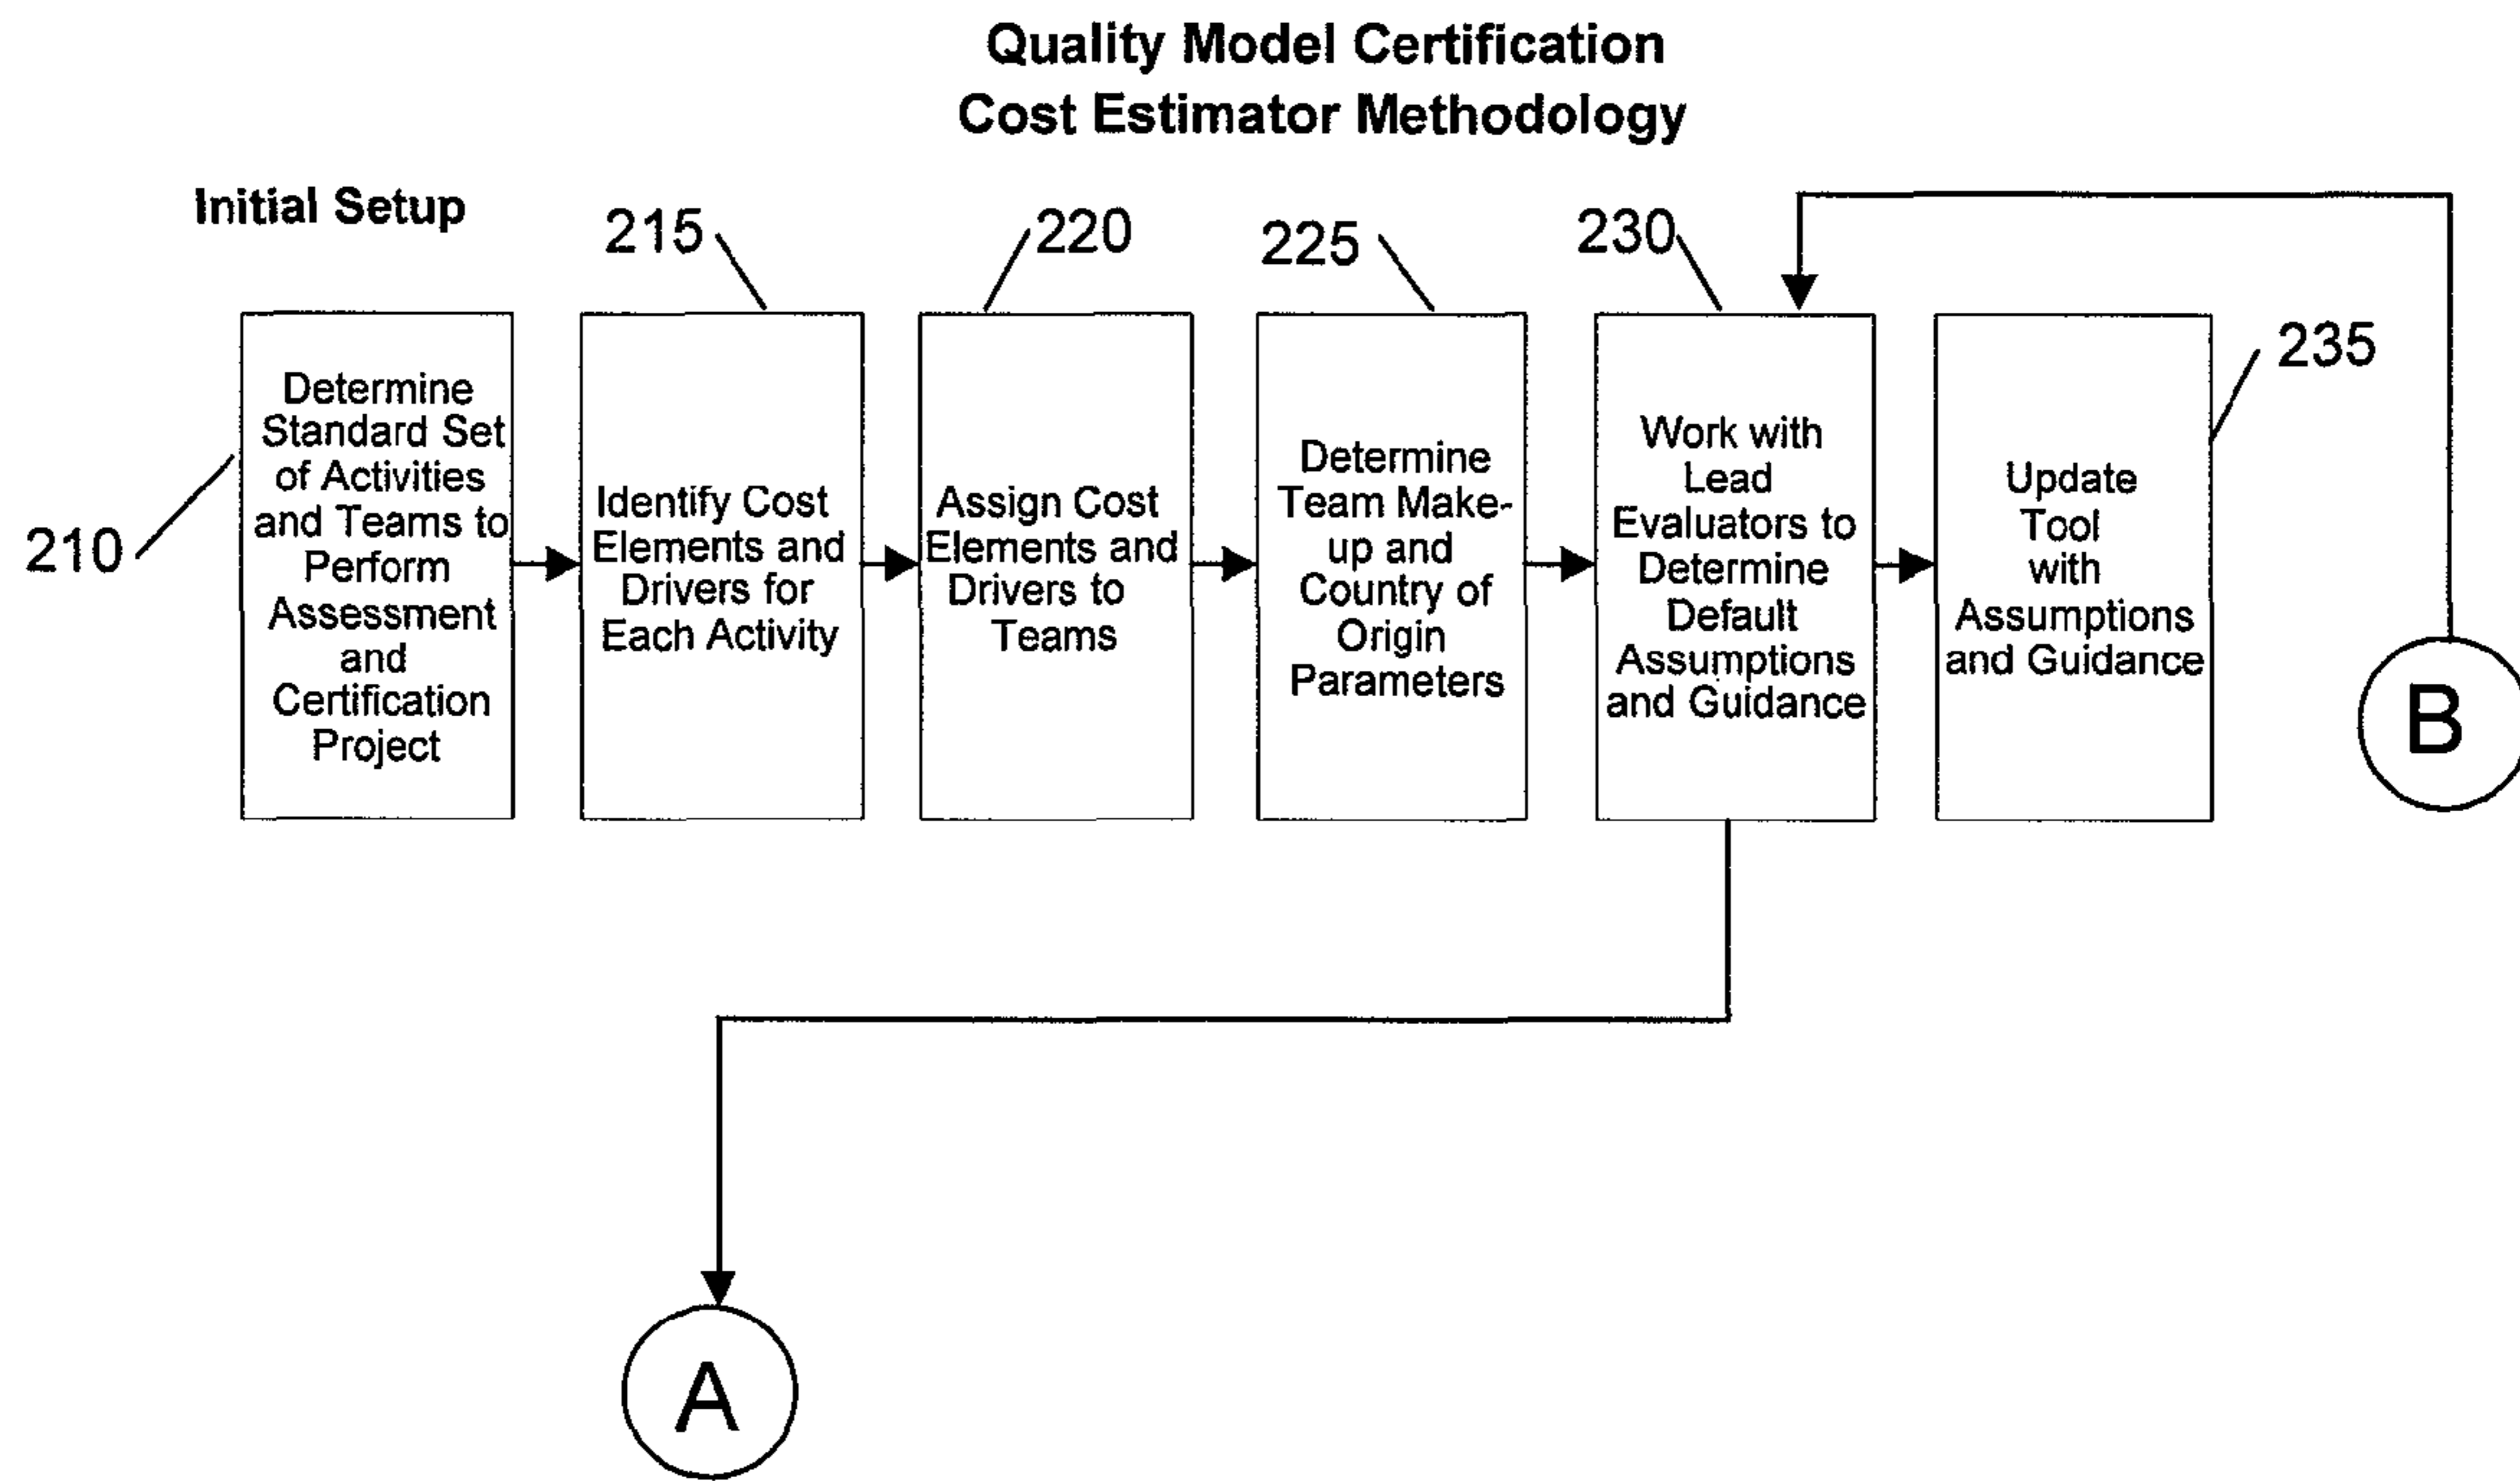 Quality Model Certification
Cost Estimator Methodology
Initial Setup
215
220
225
230
235
210
Determine
Standard Set
of Activities
and Teams to
Perform
Assessment
and
Certification
Project
Identify Cost
Elements and
Drivers for
Each Activity
Assign Cost
Elements and
Drivers to
Teams
Determine
Team Make-
up and
Country of
Origin
Parameters
Work with
Lead
Evaluators to
Determine
Default
Assumptions
and Guidance
Update
Tool
with
Assumptions
and Guidance
B
A